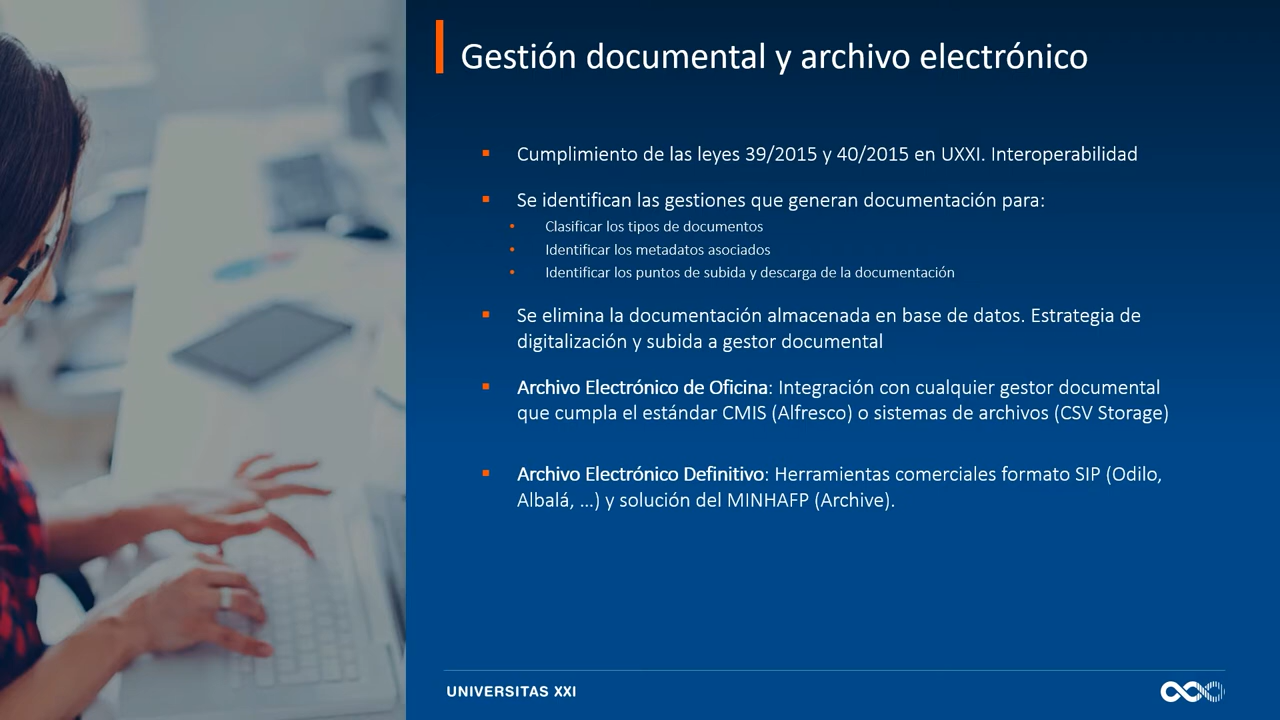 Gestión documental y archivo electrónico
Cumplimiento de las leyes 39/2015 y 40/2015 en UXXI. Interoperabilidad
Se identifican las gestiones que generan documentación para:
Clasificar los tipos de documentos
Identificar los metadatos asociados
Identificar los puntos de subida y descarga de la documentación
Se elimina la documentación almacenada en base de datos. Estrategia de
digitalización y subida a gestor documental
Archivo Electrónico de Oficina: Integración con cualquier gestor documental
que cumpla el estándar CMIS (Alfresco) o sistemas de archivos (CSV Storage)
Archivo Electrónico Definitivo: Herramientas comerciales formato SIP (Odilo,
Albalá, ...) y solución del MINHAFP (Archive).
UNIVERSITAS XXI